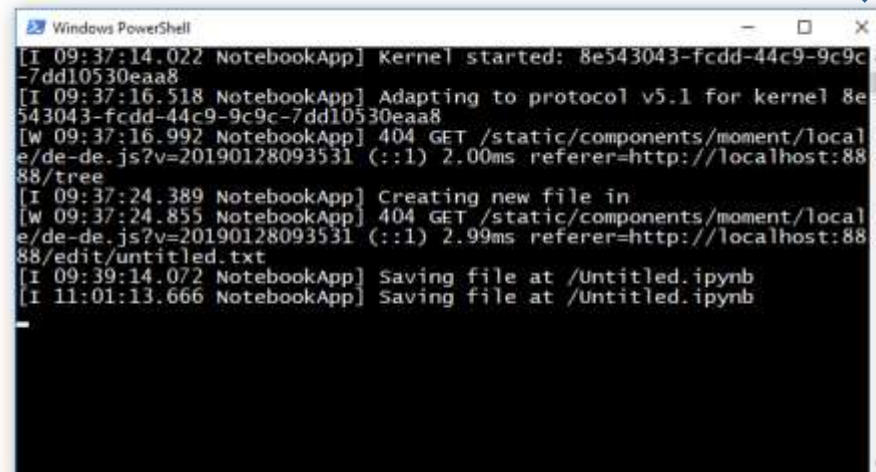 Windows PowerShell
[I 09:37:14.022 NotebookApp] Kernel started: 8e543043-fcdd-44c9-9c9c
-7dd10530eaa8
[I 09:37:16.518 NotebookApp] Adapting to protocol v5.1 for kernel 8e
543043-fcdd-44c9-9c9c-7dd10530eaa8
[W 09:37:16.992 NotebookApp] 404 GET /static/components/moment/local
e/de-de.js?v=20190128093531 (::1) 2.00ms referer=http://localhost:88
88/tree
[I 09:37:24.389 NotebookApp] Creating new file in
[W 09:37:24.855 NotebookApp] 404 GET /static/components/moment/local
e/de-de.js?v=20190128093531 (::1) 2.99ms referer=http://localhost:88
88/edit/untitled.txt
[I 09:39:14.072 NotebookApp] Saving file at /Untitled.ipynb
[I 11:01:13.666 NotebookApp] Saving file at /Untitled.ipynb